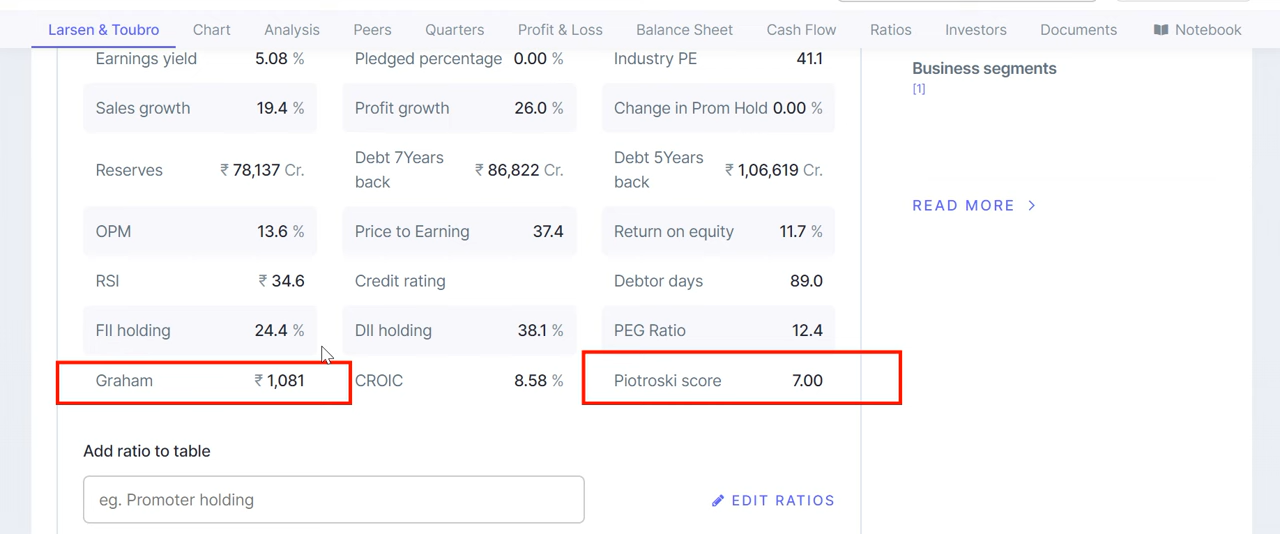 Larsen & Toubro Chart Analysis Peers Quarters Profit & Loss Balance Sheet Cash Flow Ratios Investors Documents Notebook
Earnings yield 5.08 % Pledged percentage 0.00 % Industry PE 41.1
Sales growth 19.4 % Profit growth 26.0 % Change in Prom Hold 0.00 %
Reserves ₹ 78,137 Cr. Debt 7Years back ₹ 86,822 Cr. Debt 5Years back ₹ 1,06,619 Cr.
OPM 13.6 % Price to Earning 37.4 Return on equity 11.7 %
RSI ₹ 34.6 Credit rating Debtor days 89.0
FII holding 24.4 % DII holding 38.1 % PEG Ratio 12.4
Graham ₹ 1,081 CROIC 8.58 % Piotroski score 7.00
Add ratio to table
eg. Promoter holding EDIT RATIOS
Business segments
[1]
READ MORE